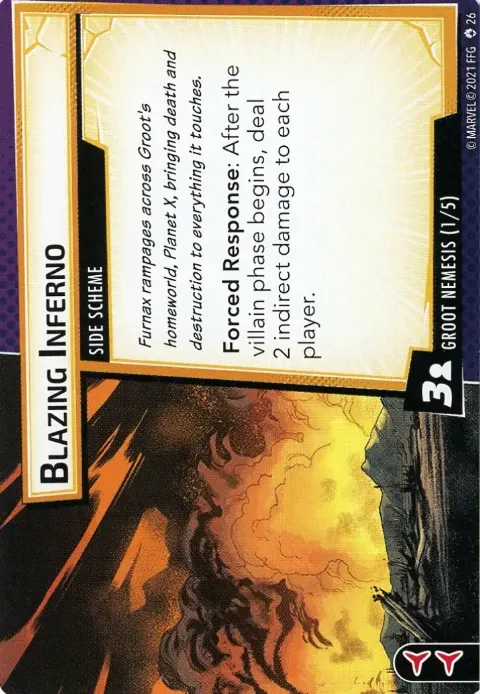 BLAZING INFERNO
SIDE SCHEME
Furnax rampages across Groot's
homeworld, Planet X, bringing death and
destruction to everything it touches.
Forced Response: After the
villain phase begins, deal
2 indirect damage to each
player.
3
GROOT NEMESIS (1/5)
© MARVEL © 2021 FFG 26